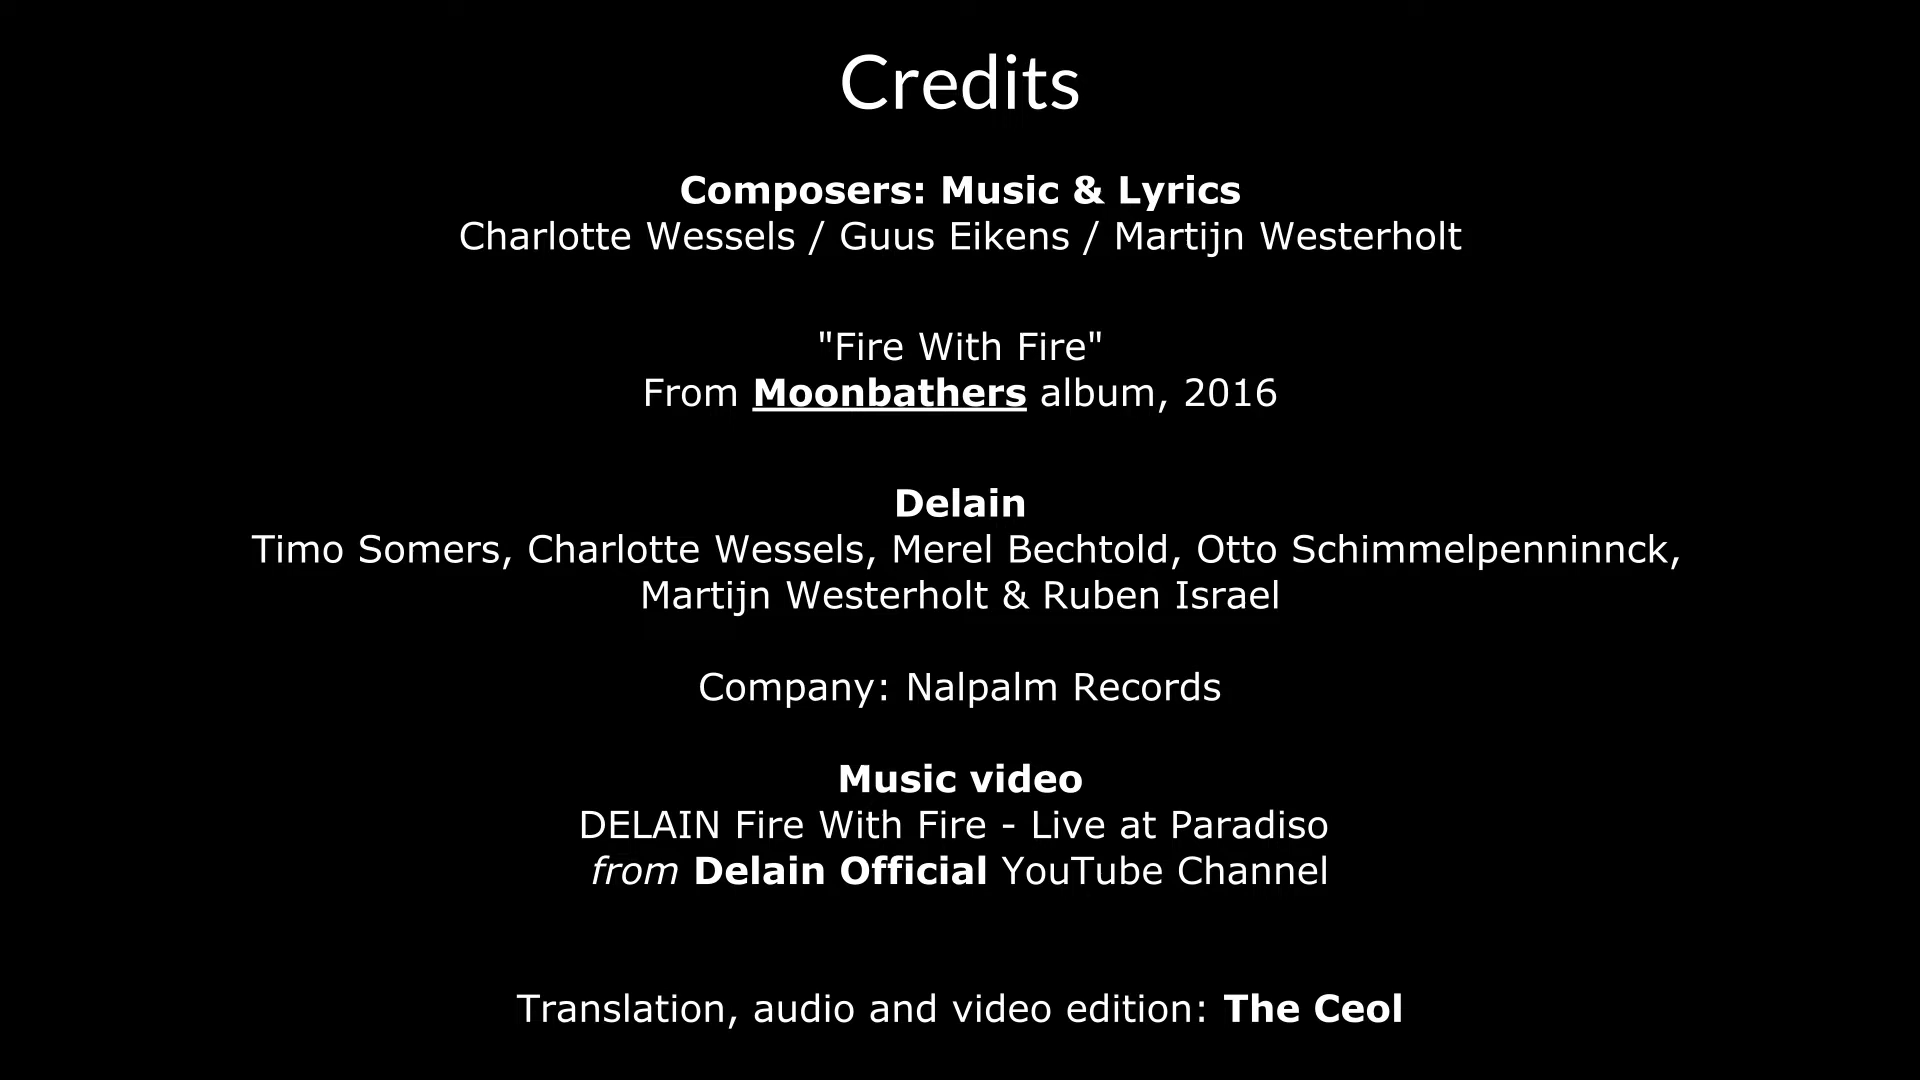 Credits
Composers: Music & Lyrics
Charlotte Wessels / Guus Eikens / Martijn Westerholt
"Fire With Fire"
From Moonbathers album, 2016
Delain
Timo Somers, Charlotte Wessels, Merel Bechtold, Otto Schimmelpenninnck,
Martijn Westerholt & Ruben Israel
Company: Nalpalm Records
Music video
DELAIN Fire With Fire - Live at Paradiso
from Delain Official YouTube Channel
Translation, audio and video edition: The Ceol